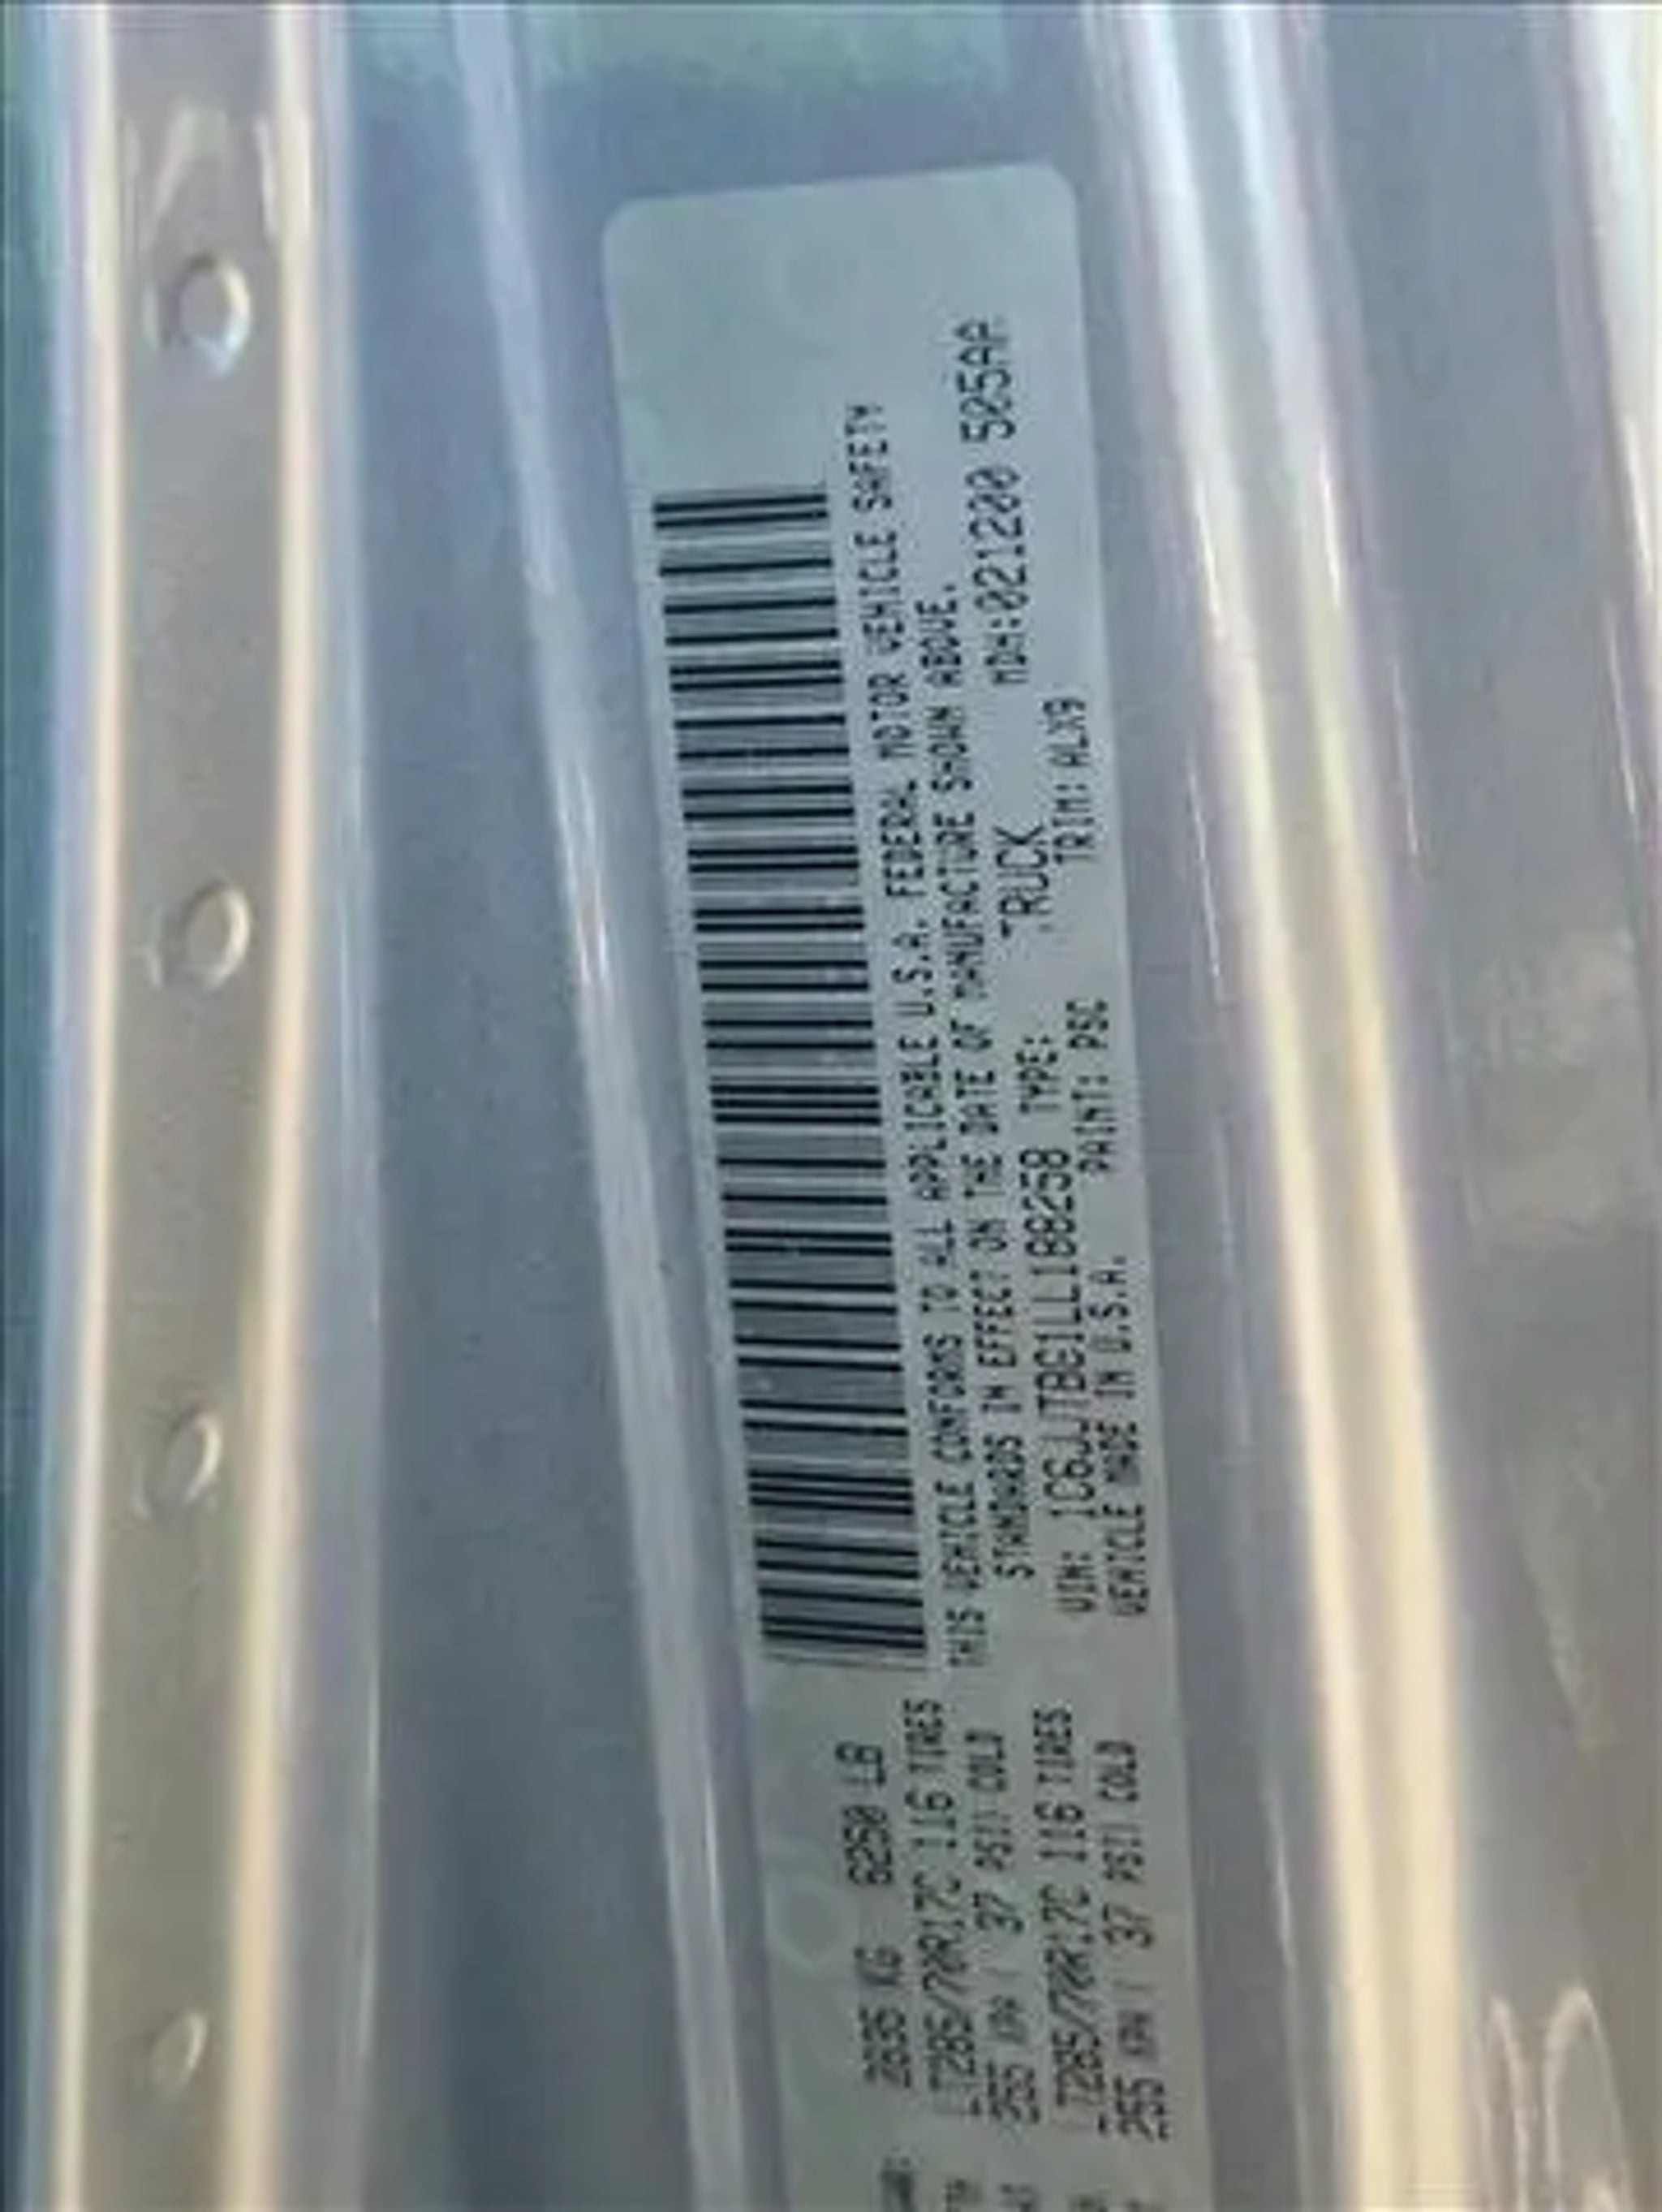 2835 KG 6250 LB
LT285/70R17C 116 TIRES
255 KPA / 37 PSI) COLD
LT285/70R17C 116 TIRES
255 KPA / 37 PSI) COLD
THIS VEHICLE CONFORMS TO ALL APPLICABLE U.S.A. FEDERAL MOTOR VEHICLE SAFETY
STANDARDS IN EFFECT ON THE DATE OF MANUFACTURE SHOWN ABOVE.
MDH:021200 505AA
VIN: 1C6JJTBG1LL188258 TYPE: TRUCK
VEHICLE MADE IN U.S.A. PAINT: PSC TRIM: ALX9